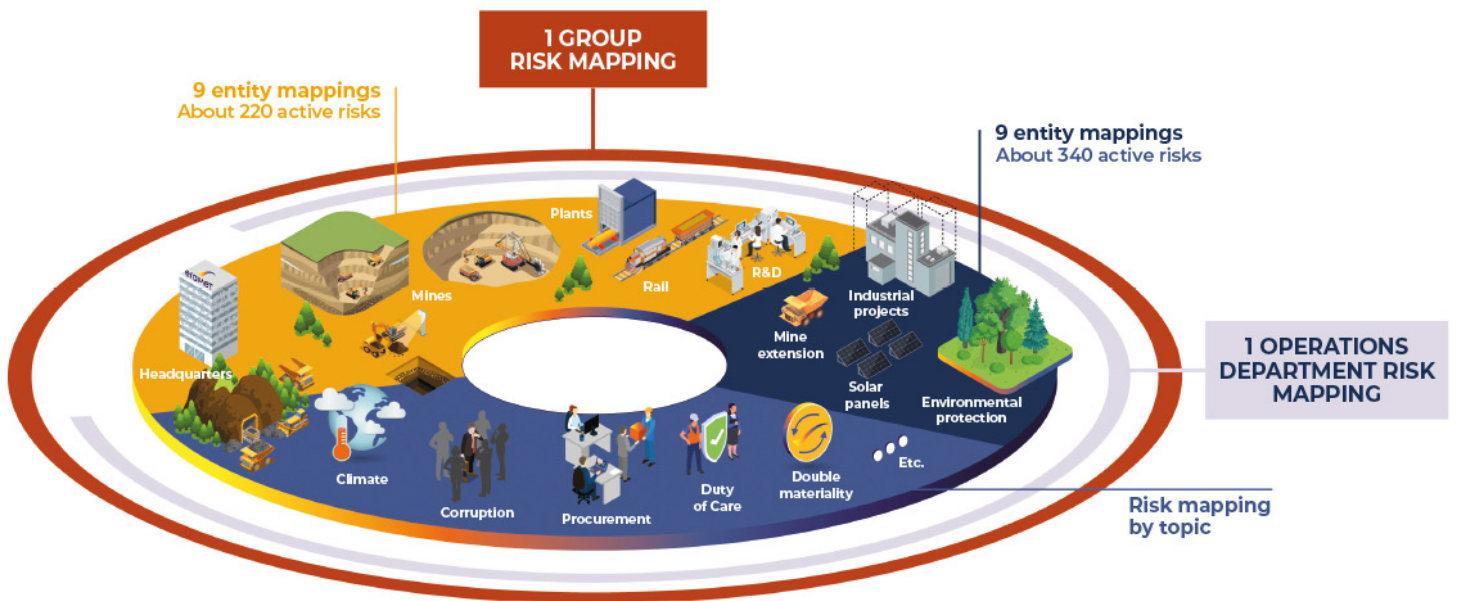 1 GROUP
RISK MAPPING
9 entity mappings
About 220 active risks
9 entity mappings
About 340 active risks
eramet
Headquarters
Mines
Plants
Rail
R&D
Mine
extension
Industrial
projects
Solar
panels
Environmental
protection
1 OPERATIONS
DEPARTMENT RISK
MAPPING
Climate
Corruption
Procurement
Duty
of Care
Double
materiality
Etc.
Risk mapping
by topic